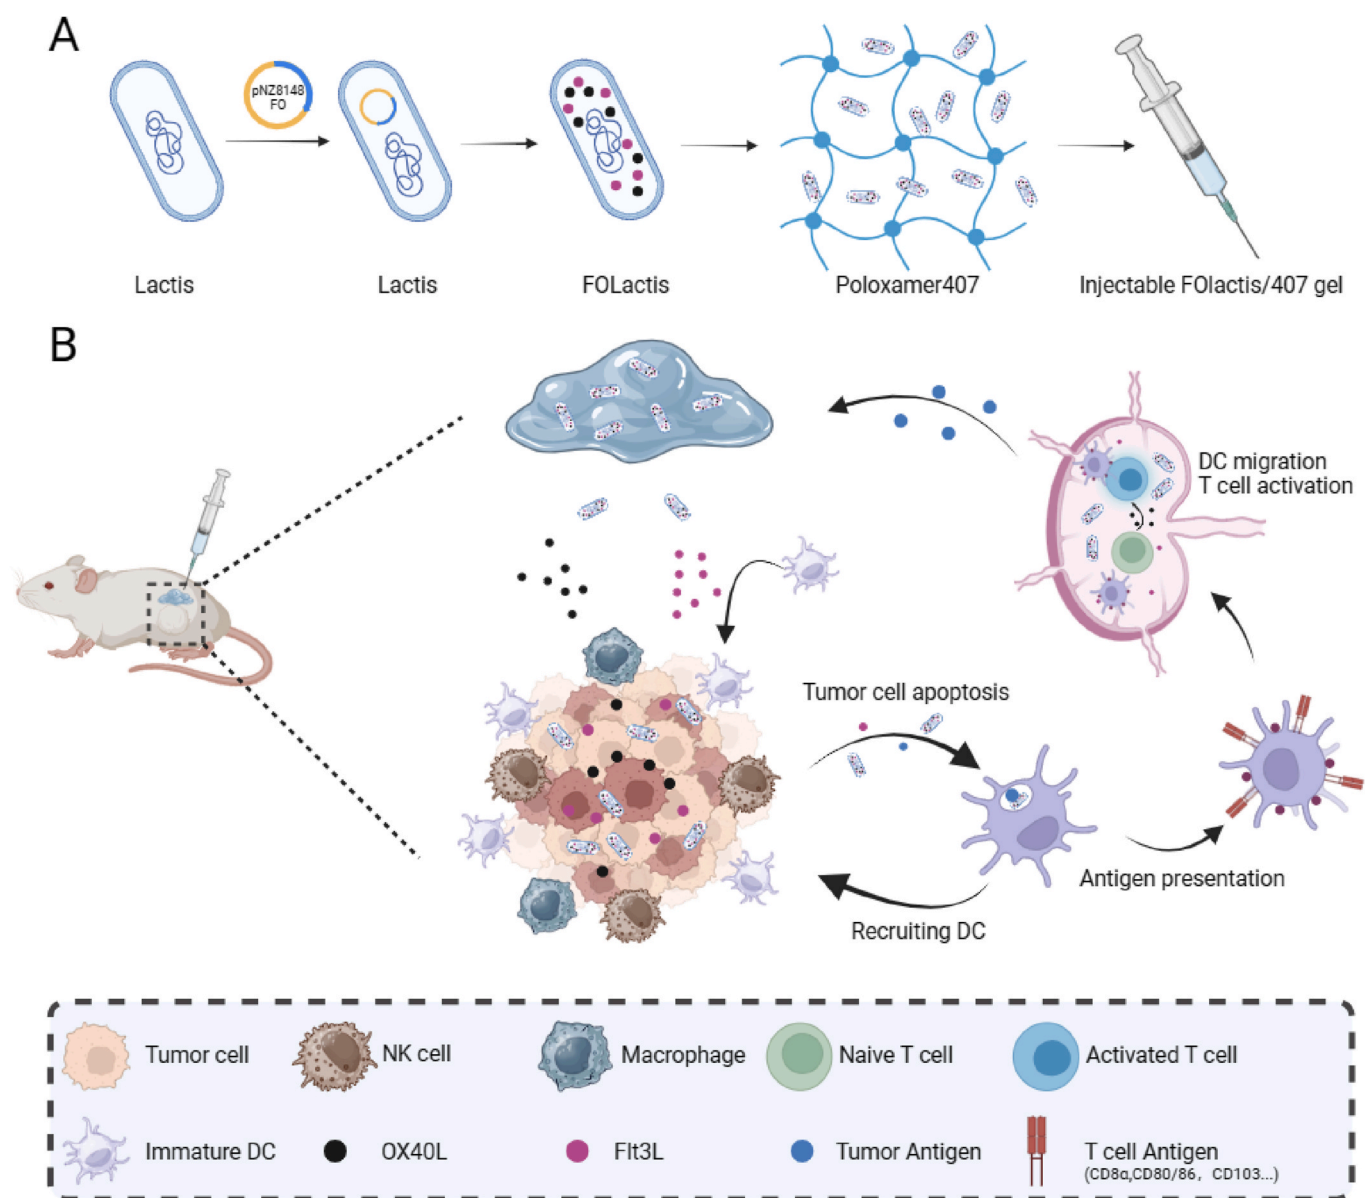 A
pNZ8148
FO
Lactis
Lactis
FOLactis
Poloxamer407
Injectable FOlactis/407 gel
B
DC migration
T cell activation
Tumor cell apoptosis
Antigen presentation
Recruiting DC
Tumor cell
NK cell
Macrophage
Naive T cell
Activated T cell
Immature DC
OX40L
Flt3L
Tumor Antigen
T cell Antigen
(CD8α,CD80/86, CD103...)